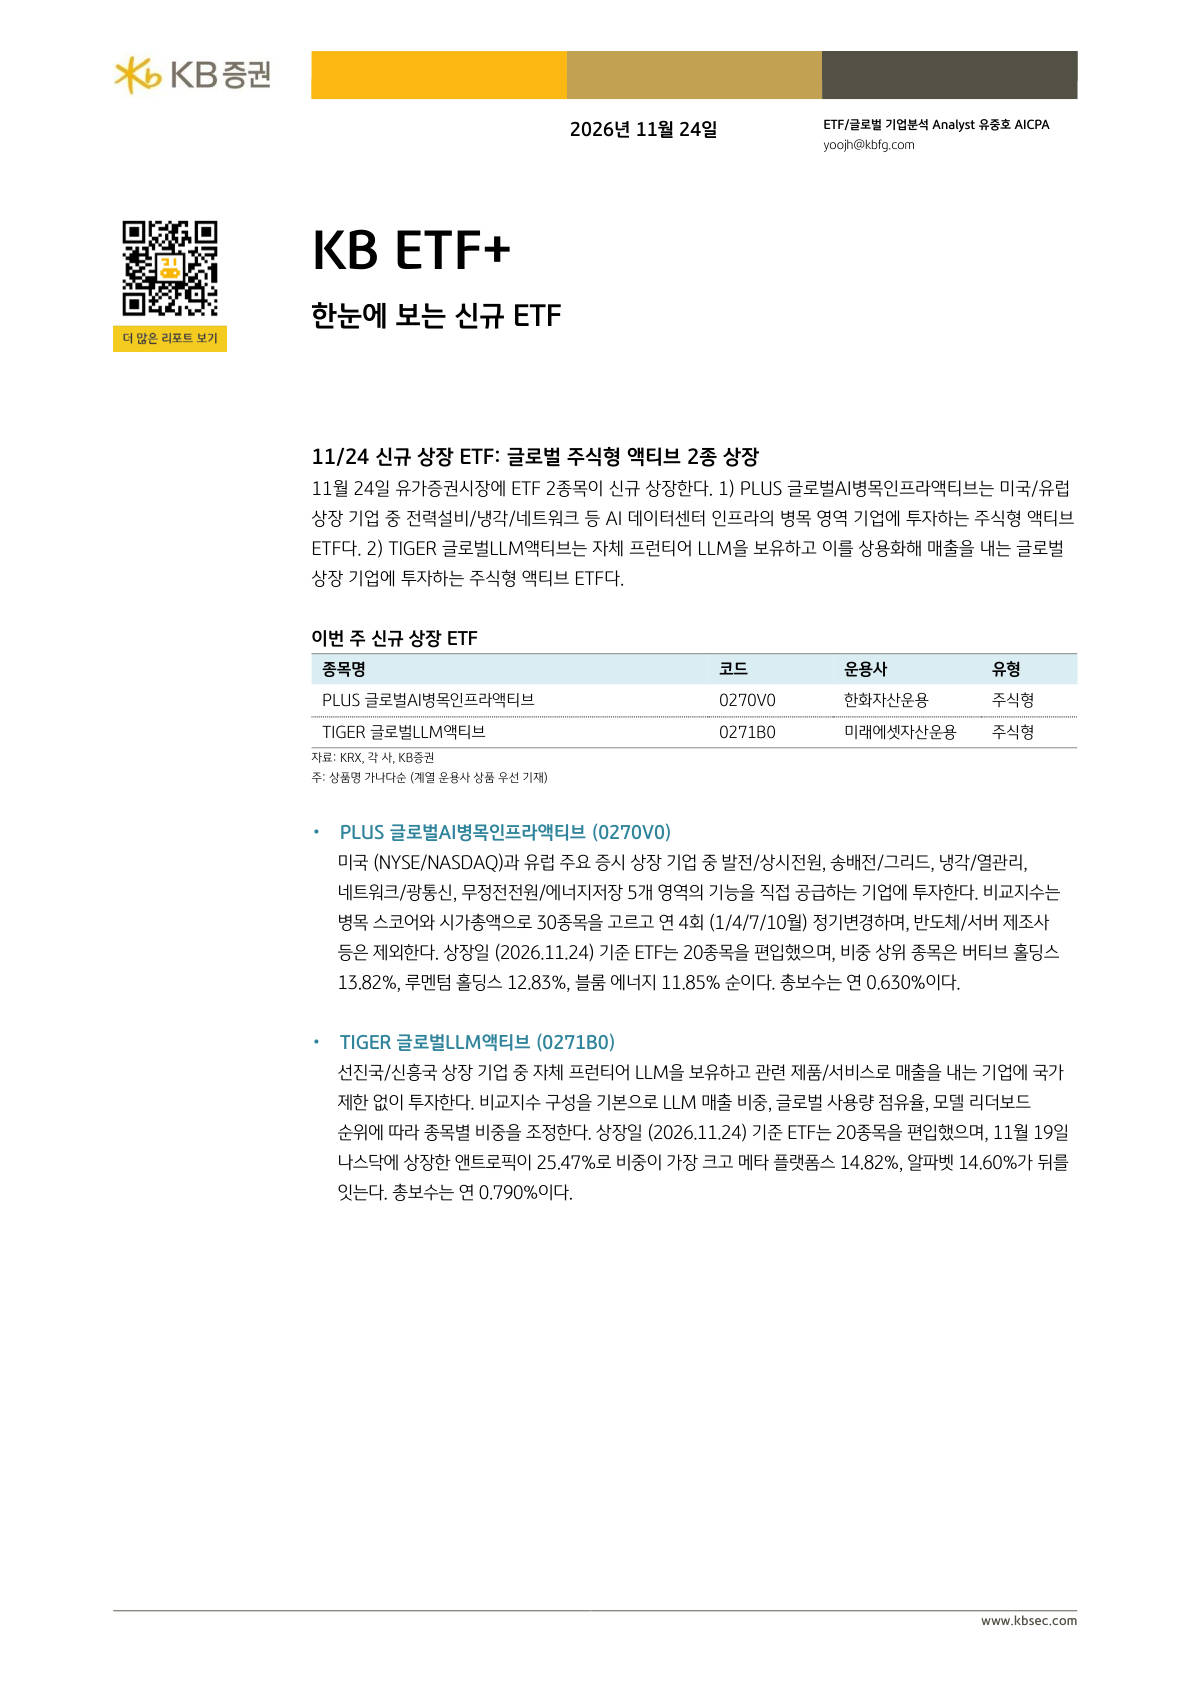 KB증권
2026년 11월 24일
ETF/글로벌 기업분석 Analyst 유중호 AICPA
yoojh@kbfg.com
더 많은 리포트 보기
KB ETF+
한눈에 보는 신규 ETF
11/24 신규 상장 ETF: 글로벌 주식형 액티브 2종 상장
11월 24일 유가증권시장에 ETF 2종목이 신규 상장한다. 1) PLUS 글로벌AI병목인프라액티브는 미국/유럽
상장 기업 중 전력설비/냉각/네트워크 등 AI 데이터센터 인프라의 병목 영역 기업에 투자하는 주식형 액티브
ETF다. 2) TIGER 글로벌LLM액티브는 자체 프런티어 LLM을 보유하고 이를 상용화해 매출을 내는 글로벌
상장 기업에 투자하는 주식형 액티브 ETF다.
이번 주 신규 상장 ETF
종목명 코드 운용사 유형
PLUS 글로벌AI병목인프라액티브 0270V0 한화자산운용 주식형
TIGER 글로벌LLM액티브 0271B0 미래에셋자산운용 주식형
자료: KRX, 각 사, KB증권
주: 상품명 가나다순 (계열 운용사 상품 우선 기재)
• PLUS 글로벌AI병목인프라액티브 (0270V0)
미국 (NYSE/NASDAQ)과 유럽 주요 증시 상장 기업 중 발전/상시전원, 송배전/그리드, 냉각/열관리,
네트워크/광통신, 무정전전원/에너지저장 5개 영역의 기능을 직접 공급하는 기업에 투자한다. 비교지수는
병목 스코어와 시가총액으로 30종목을 고르고 연 4회 (1/4/7/10월) 정기변경하며, 반도체/서버 제조사
등은 제외한다. 상장일 (2026.11.24) 기준 ETF는 20종목을 편입했으며, 비중 상위 종목은 버티브 홀딩스
13.82%, 루멘텀 홀딩스 12.83%, 블룸 에너지 11.85% 순이다. 총보수는 연 0.630%이다.
• TIGER 글로벌LLM액티브 (0271B0)
선진국/신흥국 상장 기업 중 자체 프런티어 LLM을 보유하고 관련 제품/서비스로 매출을 내는 기업에 국가
제한 없이 투자한다. 비교지수 구성을 기본으로 LLM 매출 비중, 글로벌 사용량 점유율, 모델 리더보드
순위에 따라 종목별 비중을 조정한다. 상장일 (2026.11.24) 기준 ETF는 20종목을 편입했으며, 11월 19일
나스닥에 상장한 앤트로픽이 25.47%로 비중이 가장 크고 메타 플랫폼스 14.82%, 알파벳 14.60%가 뒤를
잇는다. 총보수는 연 0.790%이다.
www.kbsec.com